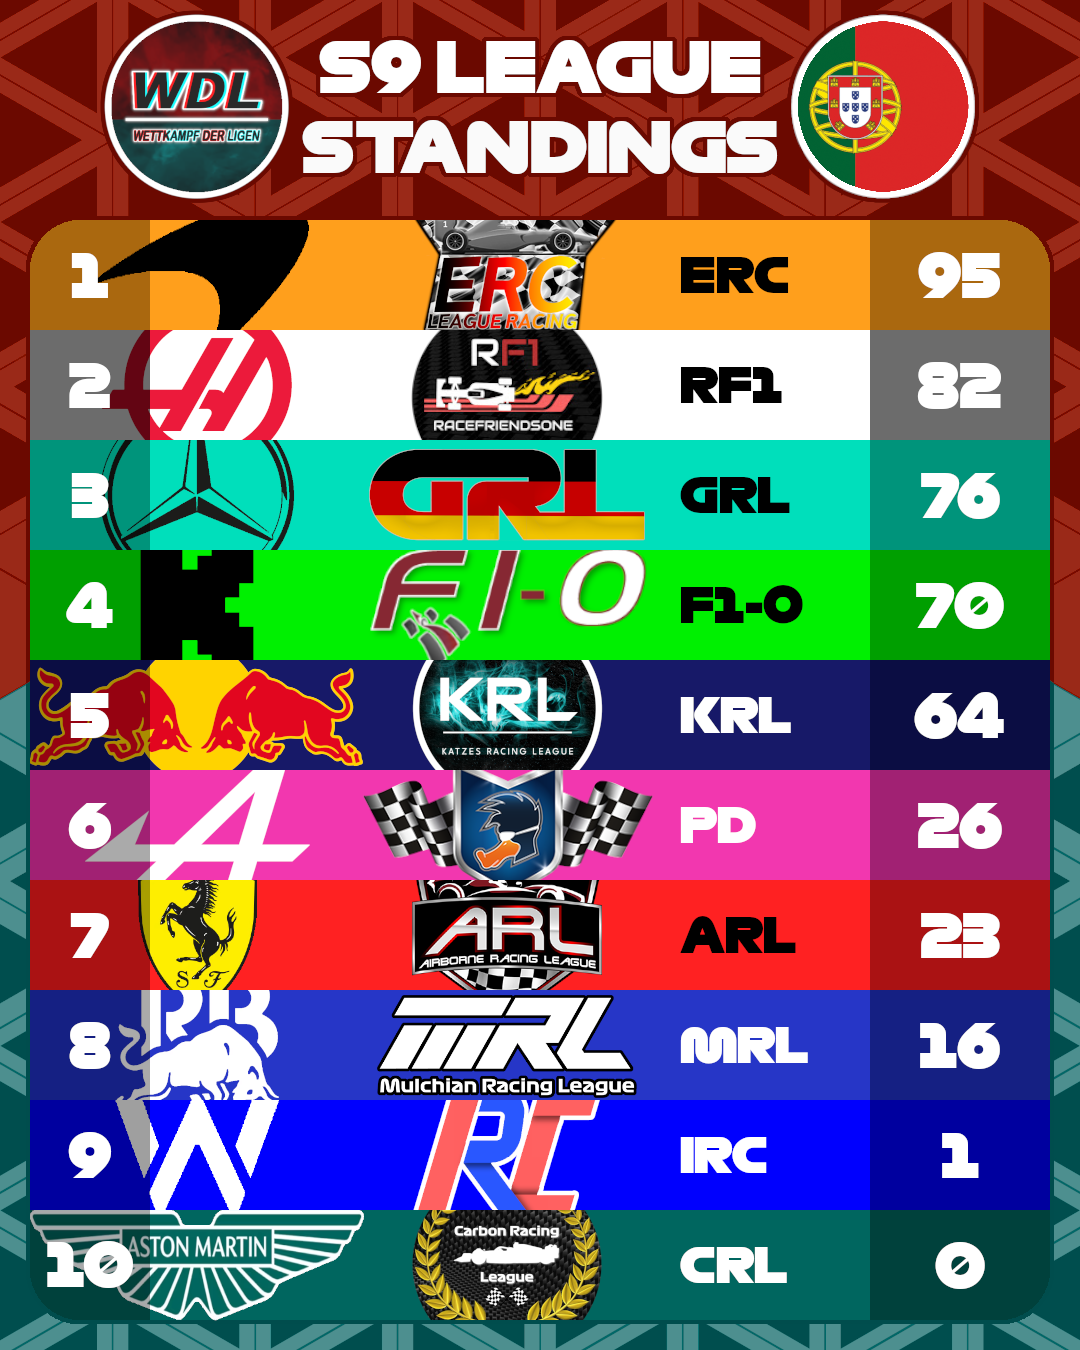 WDL
WETTKAMPF DER LIGEN
S9 LEAGUE
STANDINGS
1
ERC
LEAGUE RACING
ERC
95
2
RF1
RACEFRIENDSONE
RF1
82
3
GRL
GRL
76
4
F1-0
F1-0
70
5
KRL
KATZES RACING LEAGUE
KRL
64
6
PD
26
7
S F
ARL
AIRBORNE RACING LEAGUE
ARL
23
8
RB
MRL
Mulchian Racing League
MRL
16
9
IRC
IRC
1
10
ASTON MARTIN
Carbon Racing
League
CRL
0